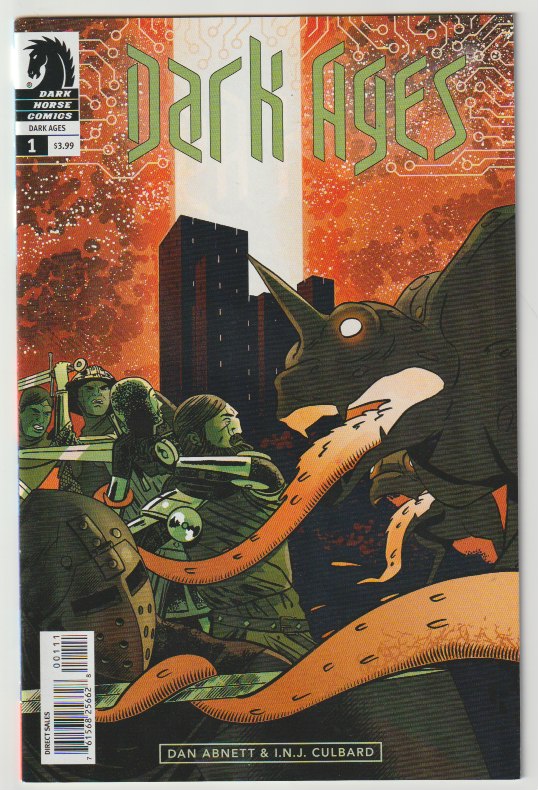 DARK AGES
DARK
HORSE
COMICS
DARK AGES
1 $3.99
00111
DIRECT SALES
7 61568 25662 8
DAN ABNETT & I.N.J. CULBARD